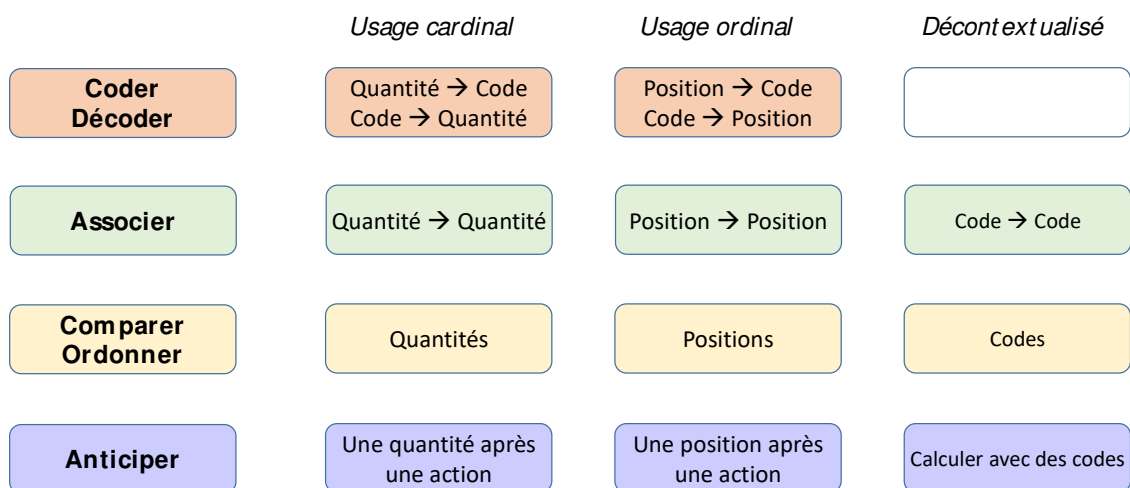 Usage cardinal
Usage ordinal
Décontextualisé
Coder
Décoder
Quantité → Code
Code → Quantité
Position → Code
Code → Position
Associer
Quantité → Quantité
Position → Position
Code → Code
Comparer
Ordonner
Quantités
Positions
Codes
Anticiper
Une quantité après
une action
Une position après
une action
Calculer avec des codes